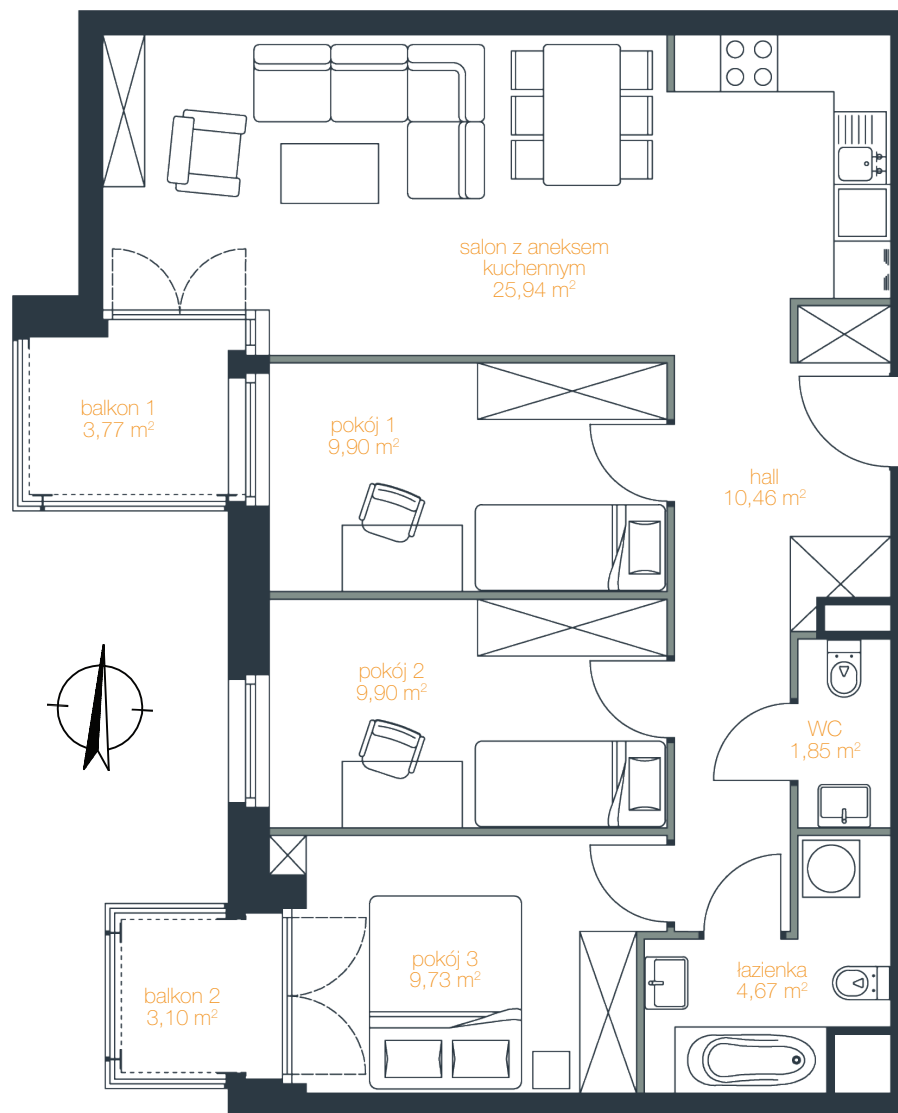 salon z aneksem
kuchennym
25,94 m²
balkon 1
3,77 m²
pokój 1
9,90 m²
hall
10,46 m²
pokój 2
9,90 m²
WC
1,85 m²
pokój 3
9,73 m²
łazienka
4,67 m²
balkon 2
3,10 m²